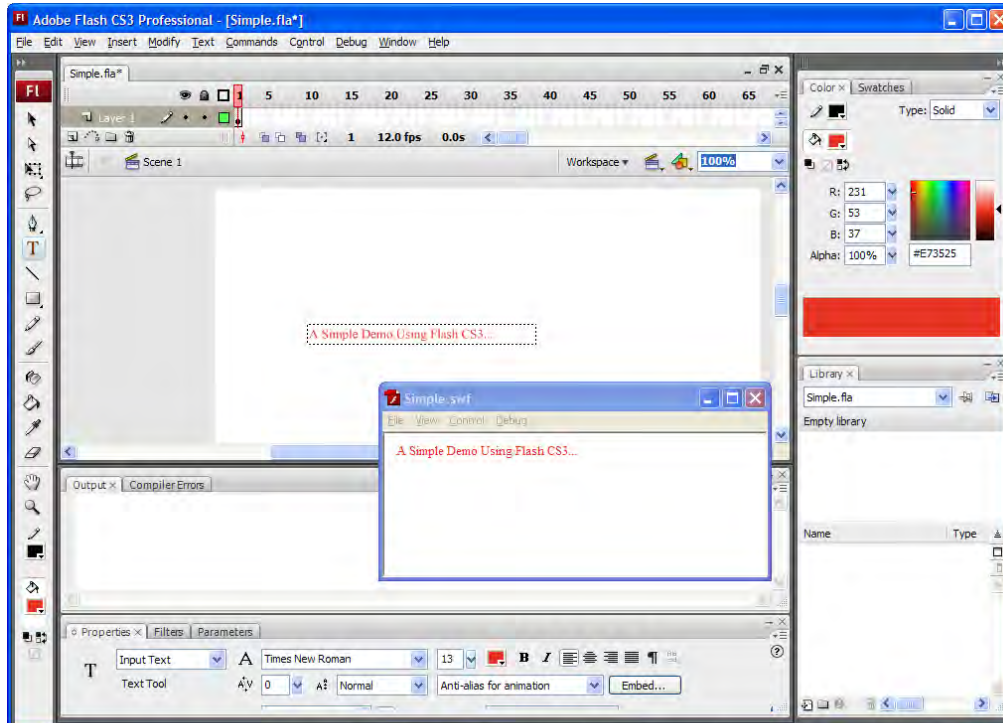 Fl Adobe Flash CS3 Professional - [Simple.fla*]
File Edit View Insert Modify Text Commands Control Debug Window Help
Simple.fla*
Fl
1 5 10 15 20 25 30 35 40 45 50 55 60 65
Layer 1
1 12.0 fps 0.0s
Scene 1
Workspace
100%
A Simple Demo Using Flash CS3...
Simple.swf
File View Control Debug
A Simple Demo Using Flash CS3...
Output × Compiler Errors
Properties × Filters Parameters
T Input Text A Times New Roman 13 B I
Text Tool A/V 0 Normal Anti-alias for animation Embed...
Color × Swatches
Type: Solid
R: 231
G: 53
B: 37
Alpha: 100% #E73525
Library ×
Simple.fla
Empty library
Name Type